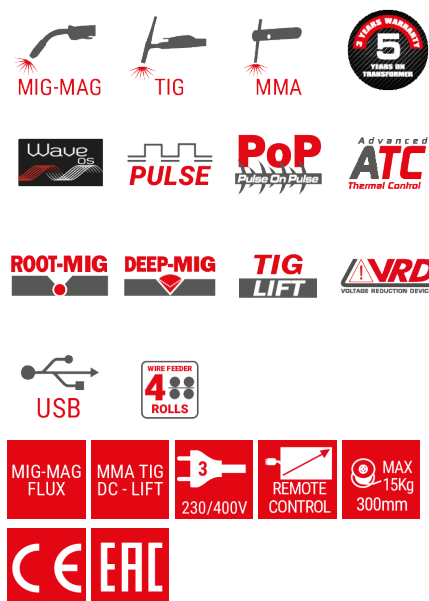 MIG-MAG
TIG
MMA
3 YEARS WARRANTY
5
YEARS ON
TRANSFORMER
Wave
OS
PULSE
PoP
Pulse On Pulse
Advanced
ATC
Thermal Control
ROOT-MIG
DEEP-MIG
TIG
LIFT
VRD
VOLTAGE REDUCTION DEVIC
USB
WIRE FEEDER
4
ROLLS
MIG-MAG
FLUX
MMA TIG
DC - LIFT
3
230/400V
REMOTE
CONTROL
MAX
15Kg
300mm
CE
EAC